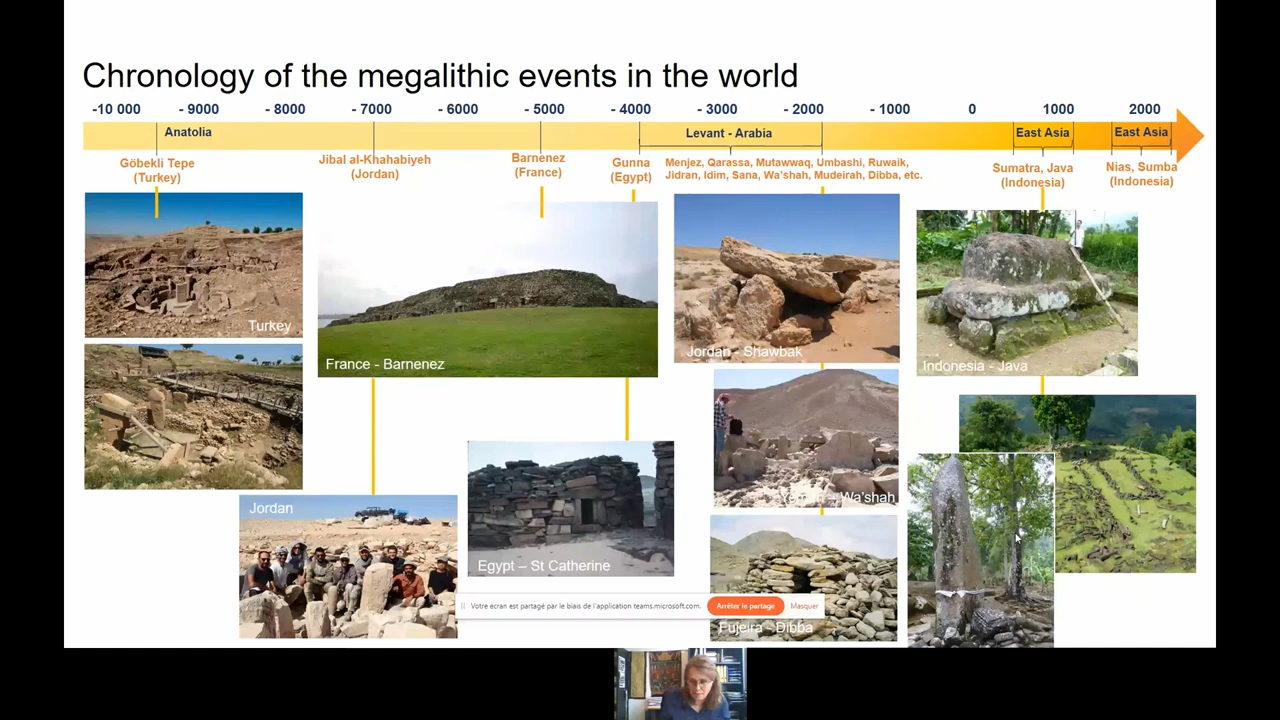 Chronology of the megalithic events in the world
-10 000 - 9000 - 8000 - 7000 - 6000 - 5000 - 4000 - 3000 - 2000 - 1000 0 1000 2000
Anatolia Levant - Arabia East Asia East Asia
Göbekli Tepe
(Turkey)
Jibal al-Khahabiyeh
(Jordan)
Barnenez
(France)
Gunna
(Egypt)
Menjez, Qarassa, Mutawwaq, Umbashi, Ruwaik,
Jidran, Idim, Sana, Wa'shah, Mudeirah, Dibba, etc.
Sumatra, Java
(Indonesia)
Nias, Sumba
(Indonesia)
Turkey
France - Barnenez
Jordan - Shawbak
Indonesia - Java
Jordan
Egypt – St Catherine
Yemen - Wa'shah
Votre écran est partagé par le biais de l'application teams.microsoft.com. Arrêter le partage Masquer
Fujeira - Dibba